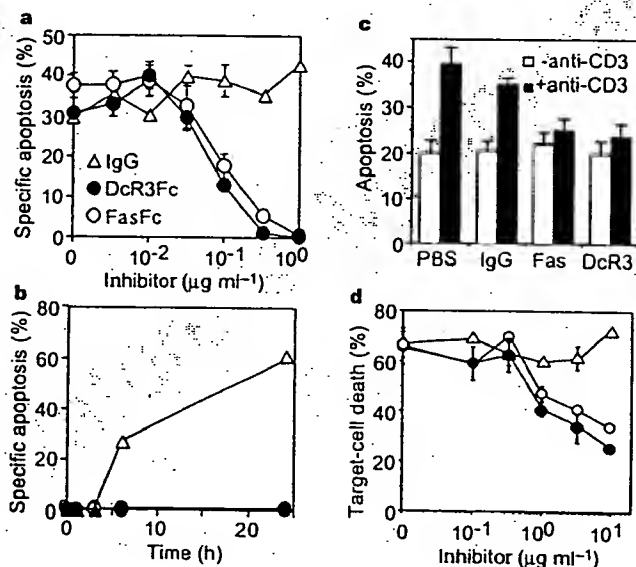 a
Specific apoptosis (%)
50
40
30
20
10
0
△ IgG
● DcR3Fc
○ FasFc
0 10⁻² 10⁻¹ 10⁰
Inhibitor (µg ml⁻¹)
b
Specific apoptosis (%)
80
60
40
20
0
0 10 20
Time (h)
c
Apoptosis (%)
40
30
20
10
0
□ -anti-CD3
■ +anti-CD3
PBS IgG Fas DcR3
d
Target-cell death (%)
80
60
40
20
0
0 10⁻¹ 10⁰ 10¹
Inhibitor (µg ml⁻¹)